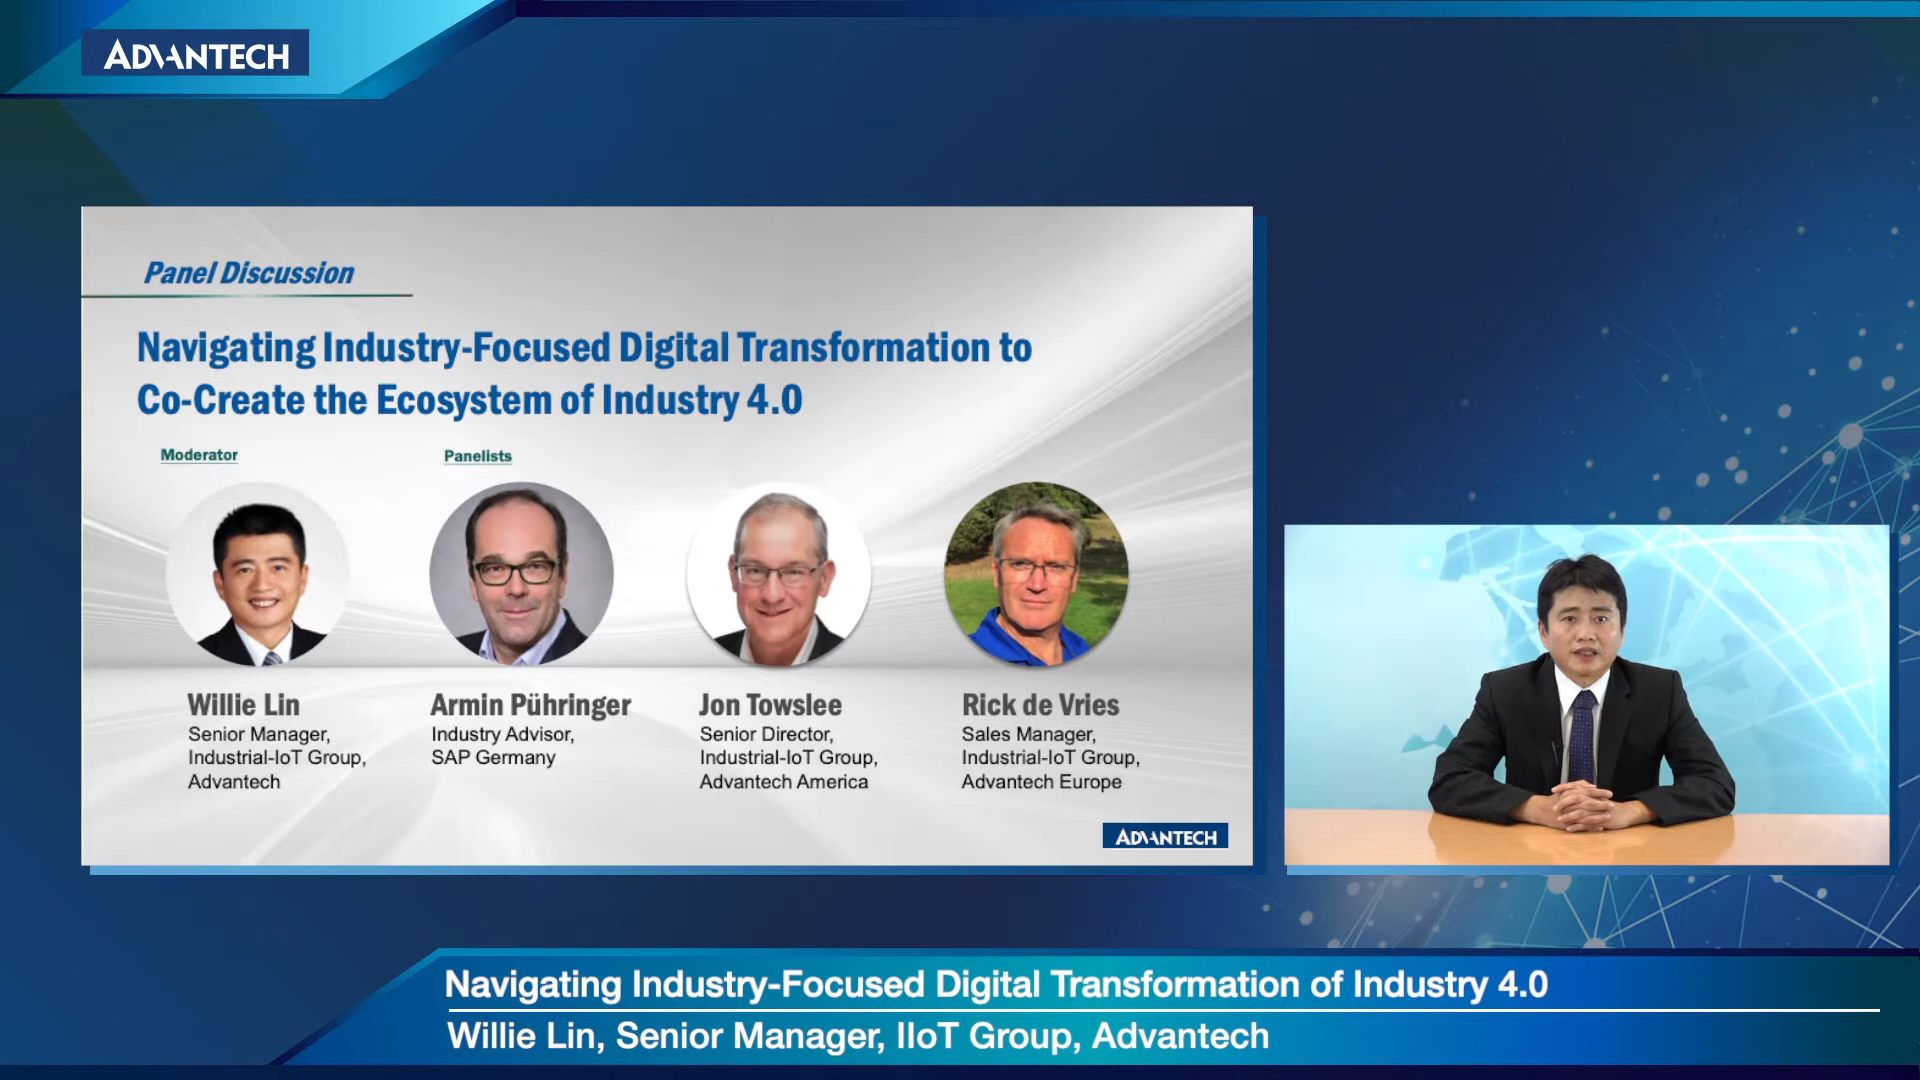 ADVANTECH
Panel Discussion
Navigating Industry-Focused Digital Transformation to
Co-Create the Ecosystem of Industry 4.0
Moderator
Panelists
Willie Lin
Senior Manager,
Industrial-IoT Group,
Advantech
Armin Pühringer
Industry Advisor,
SAP Germany
Jon Towslee
Senior Director,
Industrial-IoT Group,
Advantech America
Rick de Vries
Sales Manager,
Industrial-IoT Group,
Advantech Europe
ADVANTECH
Navigating Industry-Focused Digital Transformation of Industry 4.0
Willie Lin, Senior Manager, IIoT Group, Advantech